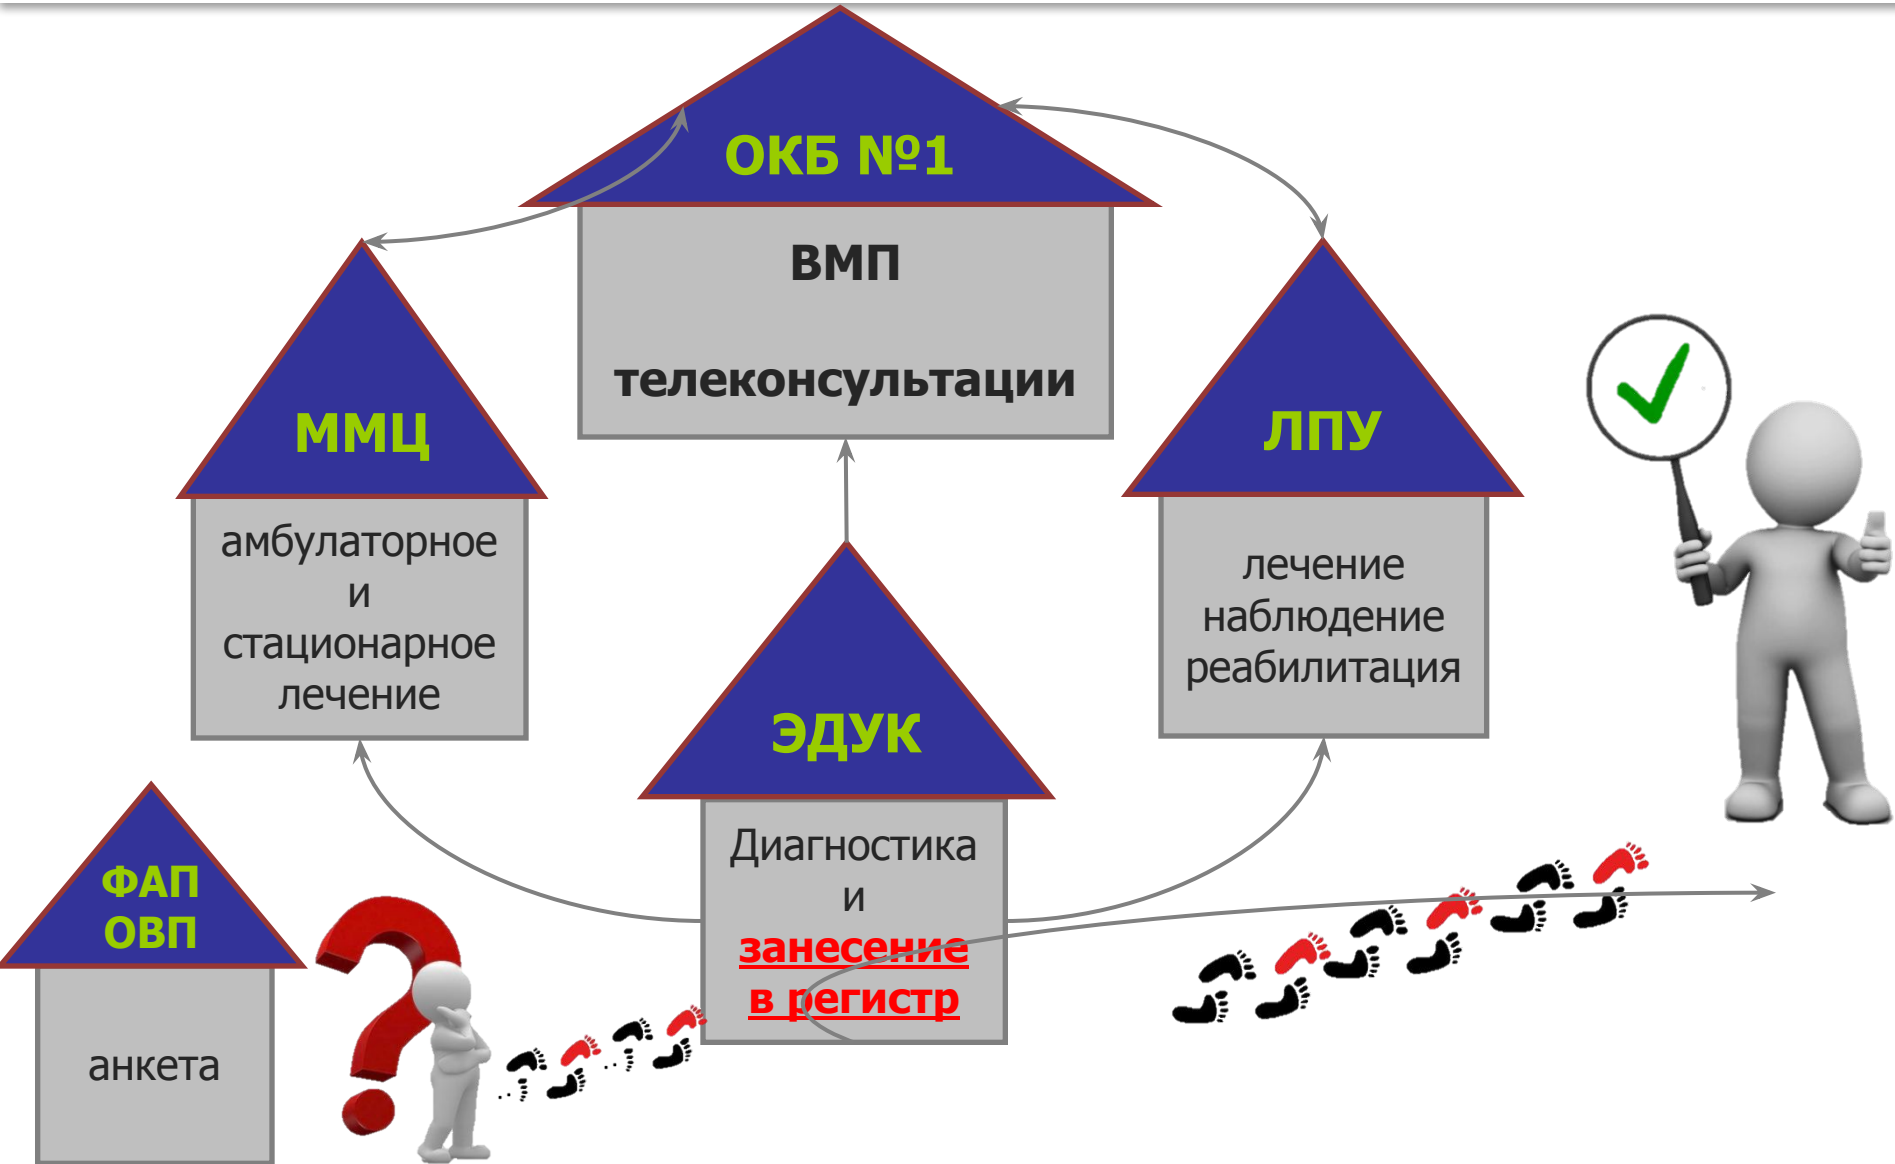 ОКБ №1
ВМП
телеконсультации
ММЦ
амбулаторное
и
стационарное
лечение
ЛПУ
лечение
наблюдение
реабилитация
ЭДУК
Диагностика
и
занесение
в регистр
ФАП
ОВП
анкета